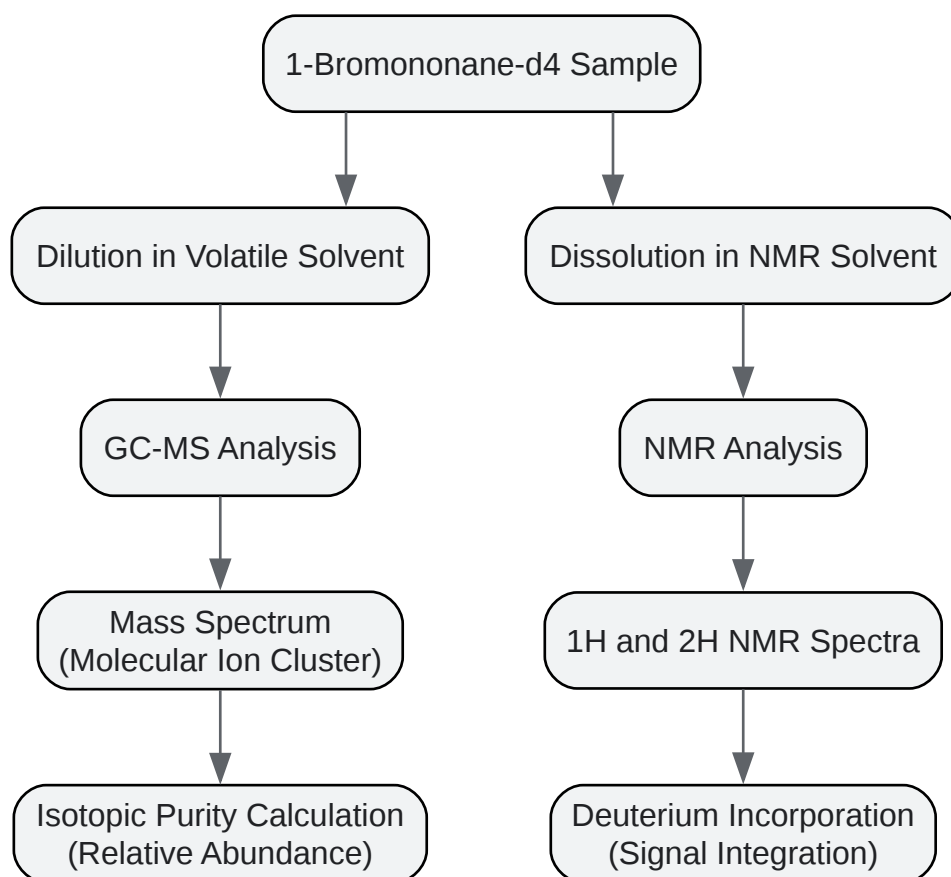 1-Bromononane-d4 Sample
Dilution in Volatile Solvent
Dissolution in NMR Solvent
GC-MS Analysis
NMR Analysis
Mass Spectrum
(Molecular Ion Cluster)
1H and 2H NMR Spectra
Isotopic Purity Calculation
(Relative Abundance)
Deuterium Incorporation
(Signal Integration)